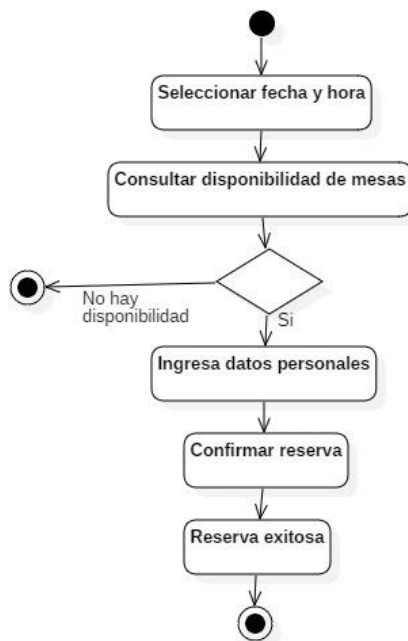 Seleccionar fecha y hora
Consultar disponibilidad de mesas
No hay
disponibilidad
Si
Ingresa datos personales
Confirmar reserva
Reserva exitosa